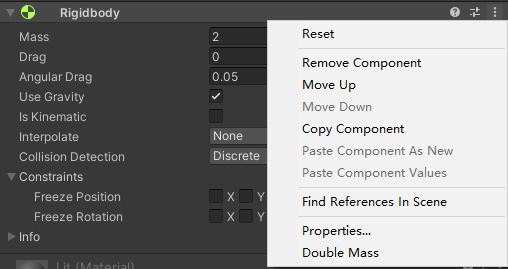 Rigidbody
Mass 2
Drag 0
Angular Drag 0.05
Use Gravity
Is Kinematic
Interpolate None
Collision Detection Discrete
Constraints
Freeze Position X Y
Freeze Rotation X Y
Info
Lit (Material)
Reset
Remove Component
Move Up
Move Down
Copy Component
Paste Component As New
Paste Component Values
Find References In Scene
Properties...
Double Mass